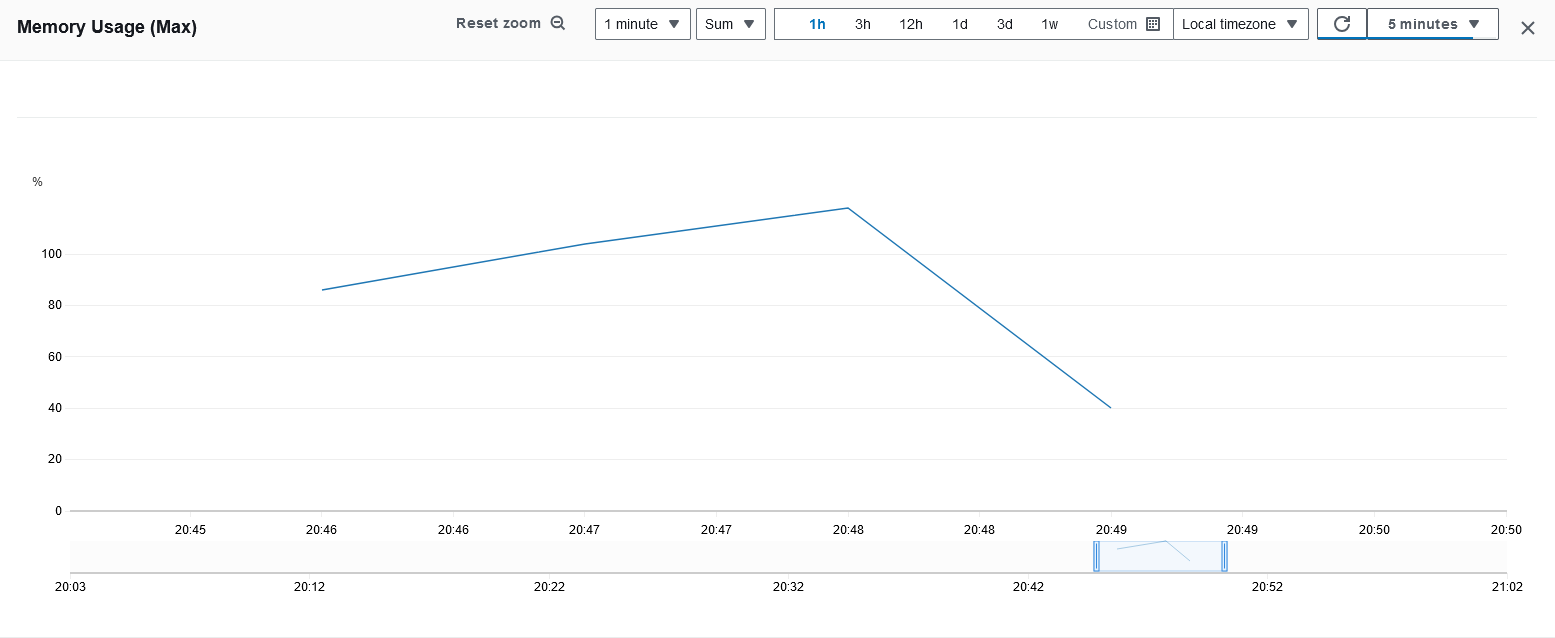 Memory Usage (Max) Reset zoom 1 minute Sum 1h 3h 12h 1d 3d 1w Custom Local timezone 5 minutes
%
100
80
60
40
20
0
20:45 20:46 20:46 20:47 20:47 20:48 20:48 20:49 20:49 20:50 20:50
20:03 20:12 20:22 20:32 20:42 20:52 21:02